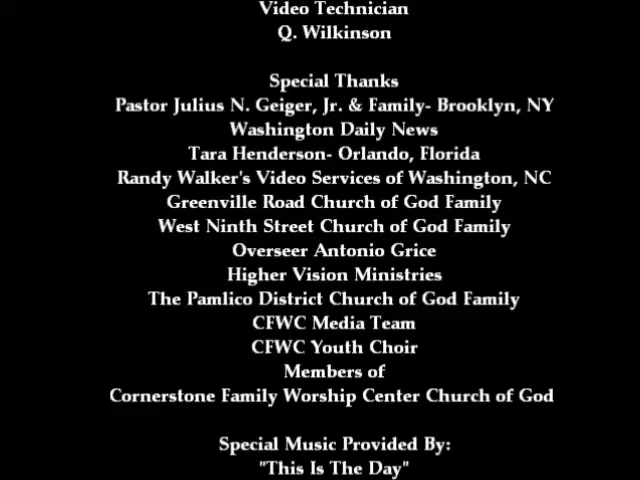 Video Technician
Q. Wilkinson
Special Thanks
Pastor Julius N. Geiger, Jr. & Family- Brooklyn, NY
Washington Daily News
Tara Henderson- Orlando, Florida
Randy Walker's Video Services of Washington, NC
Greenville Road Church of God Family
West Ninth Street Church of God Family
Overseer Antonio Grice
Higher Vision Ministries
The Pamlico District Church of God Family
CFWC Media Team
CFWC Youth Choir
Members of
Cornerstone Family Worship Center Church of God
Special Music Provided By:
"This Is The Day"